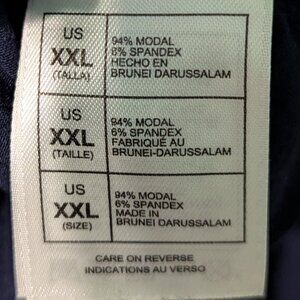 US
XXL
(TALLA)
94% MODAL
6% SPANDEX
HECHO EN
BRUNEI DARUSSALAM
US
XXL
(TAILLE)
94% MODAL
6% SPANDEX
FABRIQUÉ AU
BRUNEI-DARUSSALAM
US
XXL
(SIZE)
94% MODAL
6% SPANDEX
MADE IN
BRUNEI DARUSSALAM
CARE ON REVERSE
INDICATIONS AU VERSO